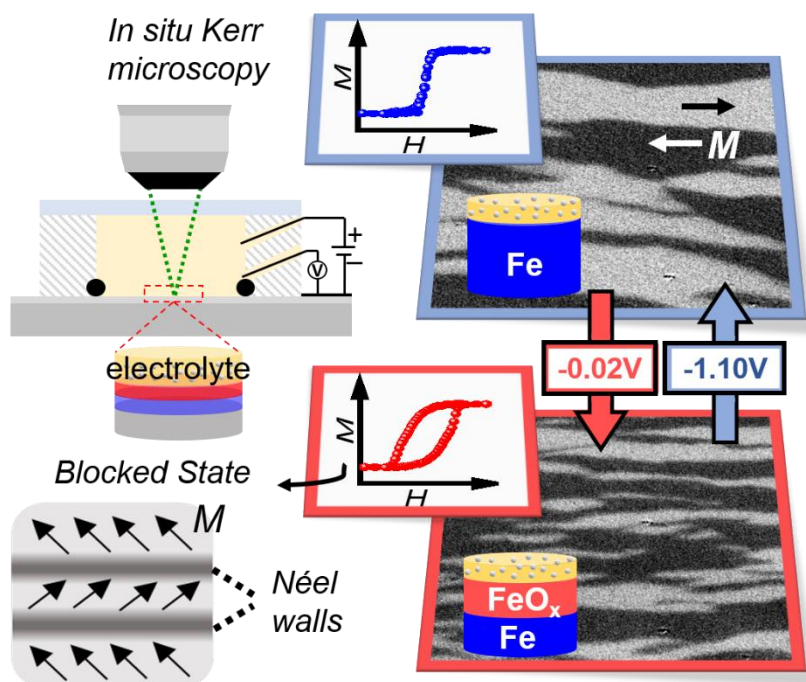 In situ Kerr
microscopy
M
H
M
+
V
−
Fe
electrolyte
-0.02V
-1.10V
Blocked State
M
H
M
Néel
walls
FeOₓ
Fe